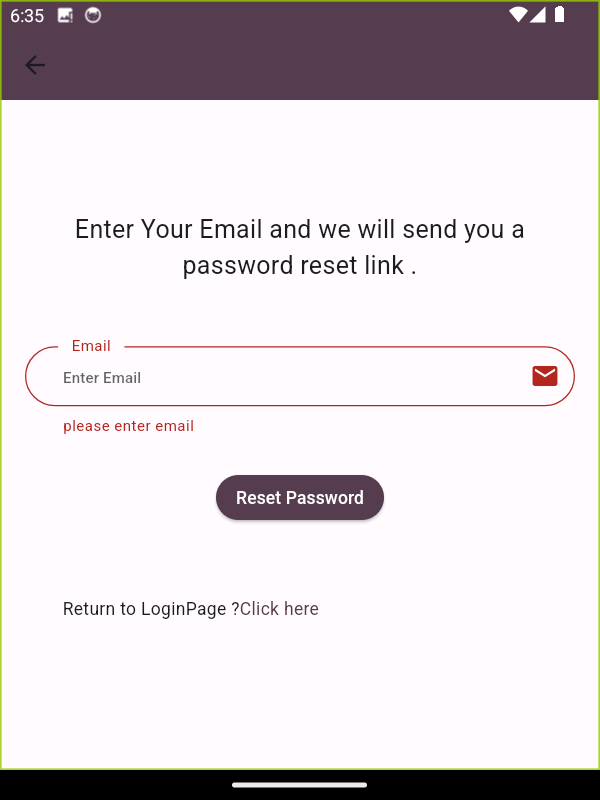 6:35
Enter Your Email and we will send you a
password reset link .
Email
Enter Email
please enter email
Reset Password
Return to LoginPage ?Click here